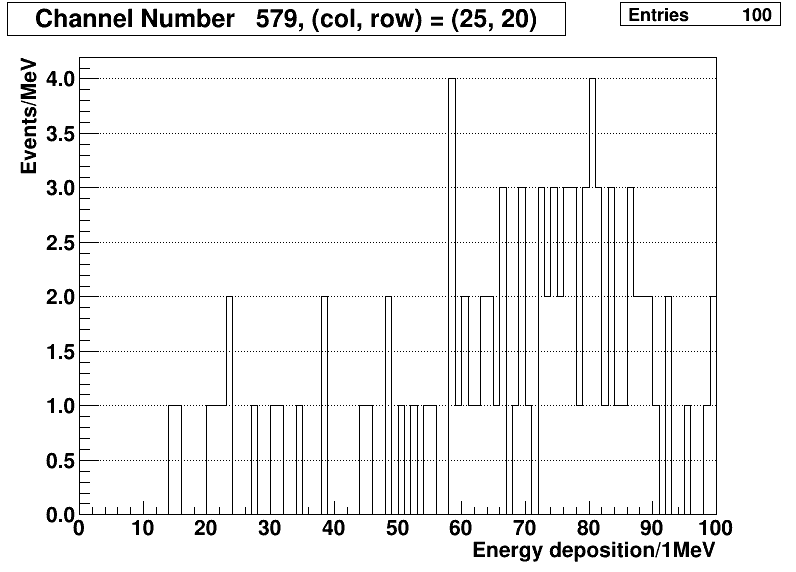 Channel Number 579, (col, row) = (25, 20)
Entries 100
Events/MeV
4.0
3.5
3.0
2.5
2.0
1.5
1.0
0.5
0.0
0 10 20 30 40 50 60 70 80 90 100
Energy deposition/1MeV